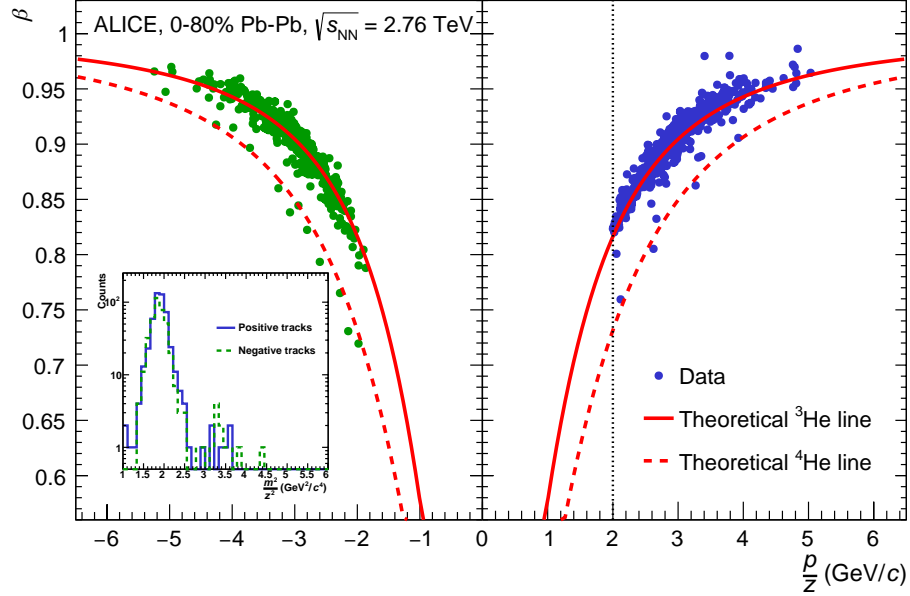 β
ALICE, 0-80% Pb-Pb, √s_NN = 2.76 TeV
1
0.95
0.9
0.85
0.8
0.75
0.7
0.65
0.6
Counts
10²
10
1
Positive tracks
Negative tracks
1 1.5 2 2.5 3 3.5 4 4.5 5 5.5 6
m²/z² (GeV²/c⁴)
Data
Theoretical ³He line
Theoretical ⁴He line
−6 −5 −4 −3 −2 −1 0 1 2 3 4 5 6
p/z (GeV/c)